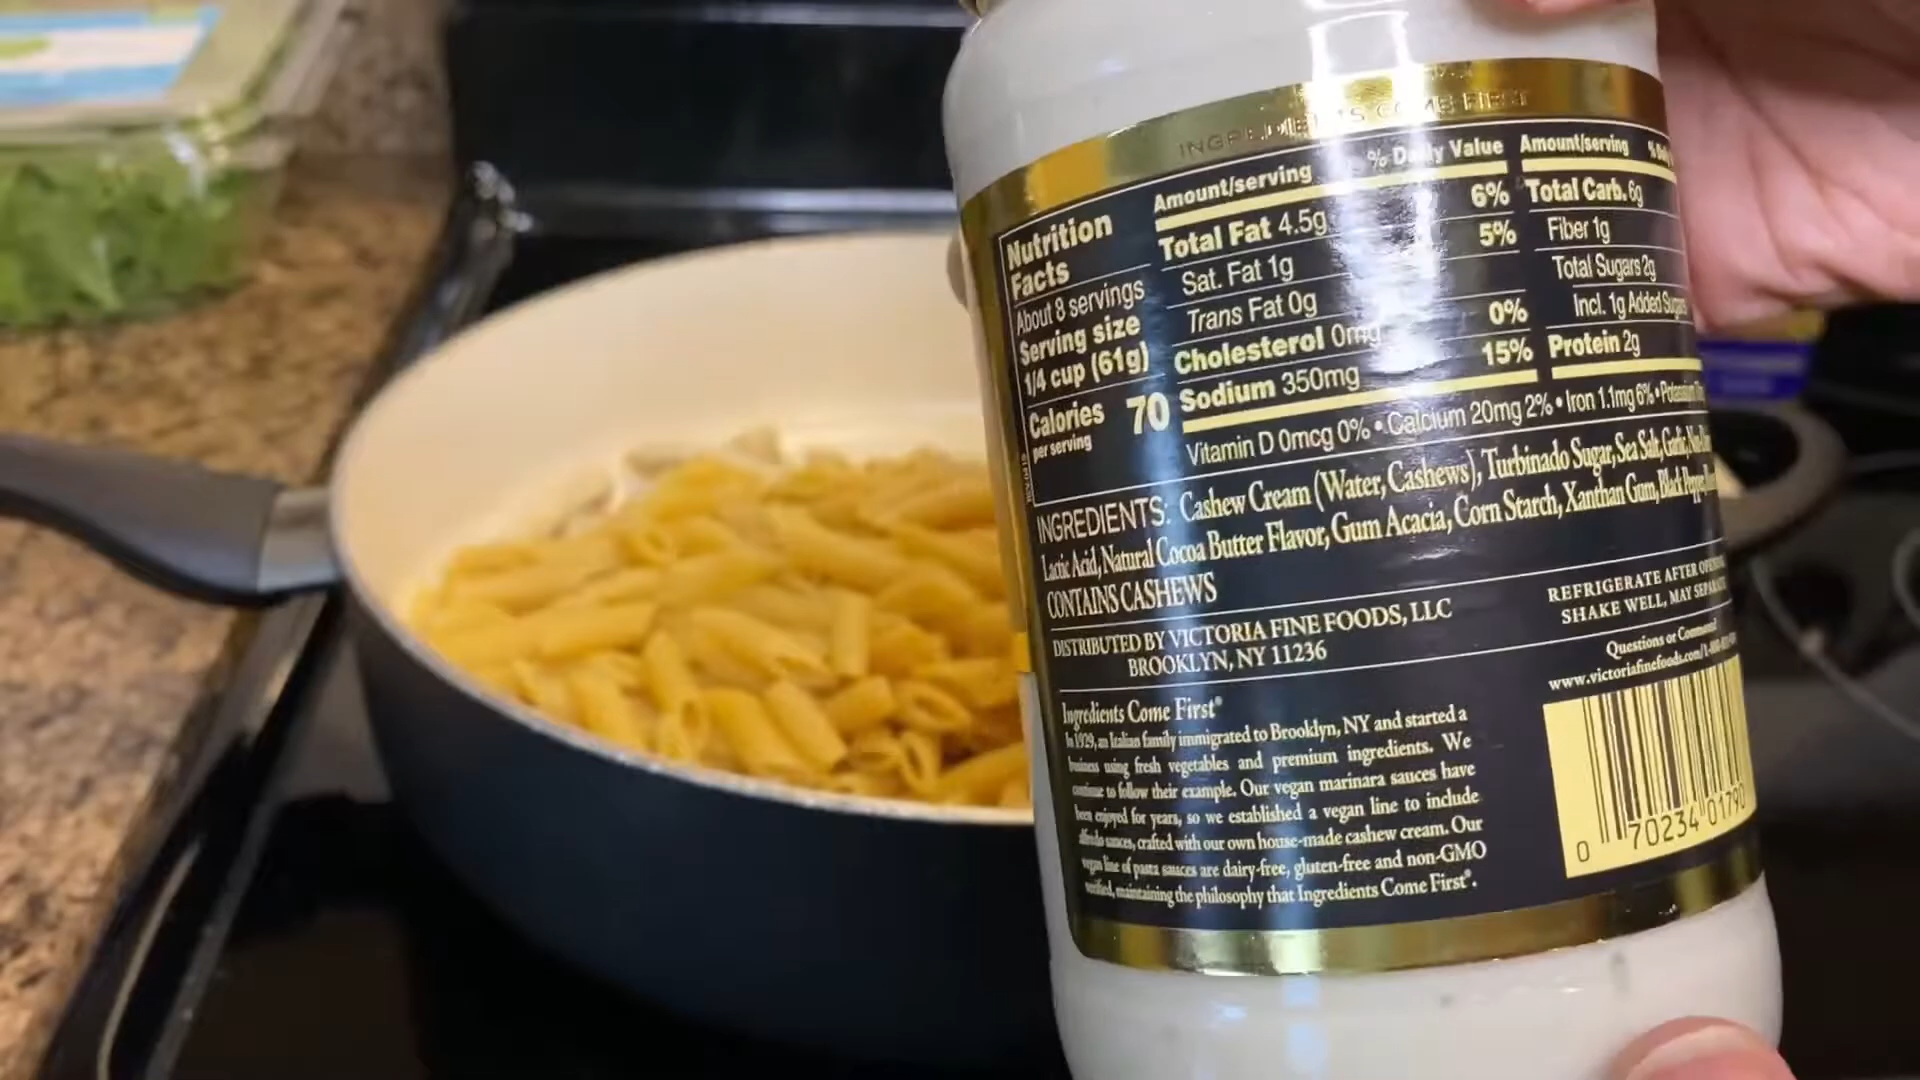 INGREDIENTS COME FIRST
Nutrition
Facts
About 8 servings
Serving size
1/4 cup (61g)
Calories 70
per serving
Amount/serving % Daily Value
Total Fat 4.5g 6%
Sat. Fat 1g 5%
Trans Fat 0g
Cholesterol 0mg 0%
Sodium 350mg 15%
Amount/serving
Total Carb. 6g
Fiber 1g
Total Sugars 2g
Incl. 1g Added Sugars
Protein 2g
Vitamin D 0mcg 0% • Calcium 20mg 2% • Iron 1.1mg 6% •
INGREDIENTS: Cashew Cream (Water, Cashews), Turbinado Sugar, Sea Salt, Garlic,
Lactic Acid, Natural Cocoa Butter Flavor, Gum Acacia, Corn Starch, Xanthan Gum, Black
CONTAINS CASHEWS
DISTRIBUTED BY VICTORIA FINE FOODS, LLC
BROOKLYN, NY 11236
REFRIGERATE AFTER
SHAKE WELL, MAY
Questions or
www.victoriafinefoods.com
Ingredients Come First®
In 1929, an Italian family immigrated to Brooklyn, NY and started a
business using fresh vegetables and premium ingredients. We
continue to follow their example. Our vegan marinara sauces have
been enjoyed for years, so we established a vegan line to include
alfredo sauces, crafted with our own house-made cashew cream. Our
vegan line of pasta sauces are dairy-free, gluten-free and non-GMO
verified, maintaining the philosophy that Ingredients Come First®.
0 70234 01790